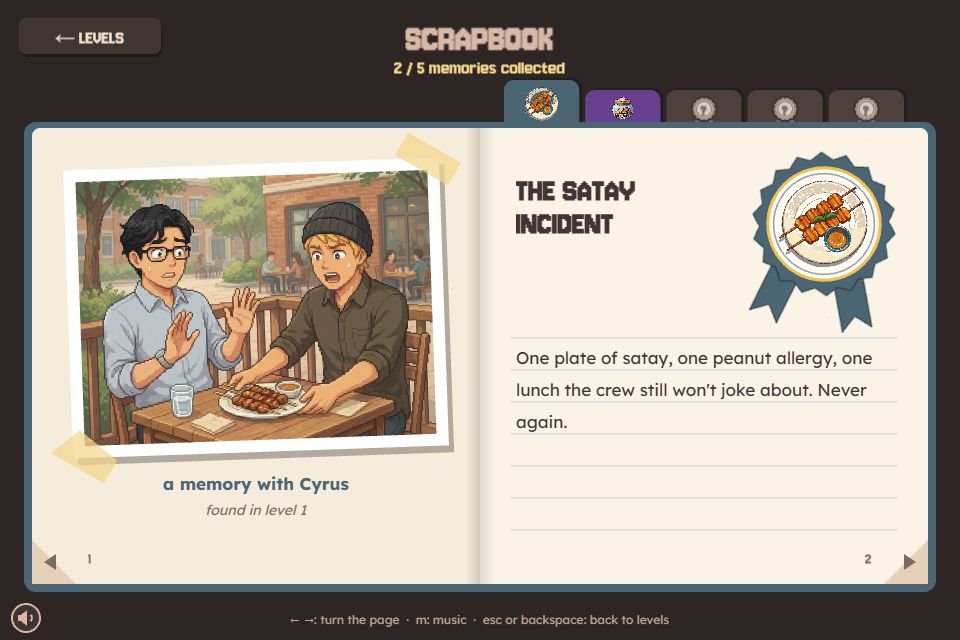 ← LEVELS
SCRAPBOOK
2 / 5 memories collected
?
?
?
THE SATAY
INCIDENT
One plate of satay, one peanut allergy, one
lunch the crew still won't joke about. Never
again.
a memory with Cyrus
found in level 1
1
2
← →: turn the page · m: music · esc or backspace: back to levels